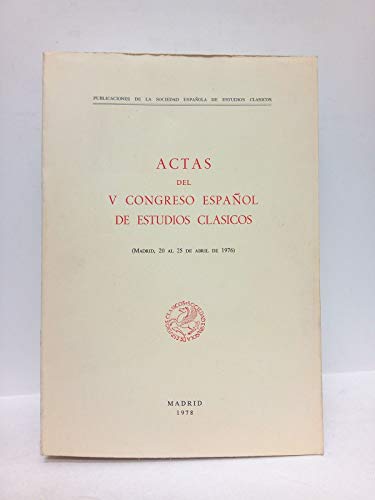 PUBLICACIONES DE LA SOCIEDAD ESPAÑOLA DE ESTUDIOS CLASICOS
ACTAS
DEL
V CONGRESO ESPAÑOL
DE ESTUDIOS CLASICOS
(MADRID, 20 AL 25 DE ABRIL DE 1976)
MADRID
1978